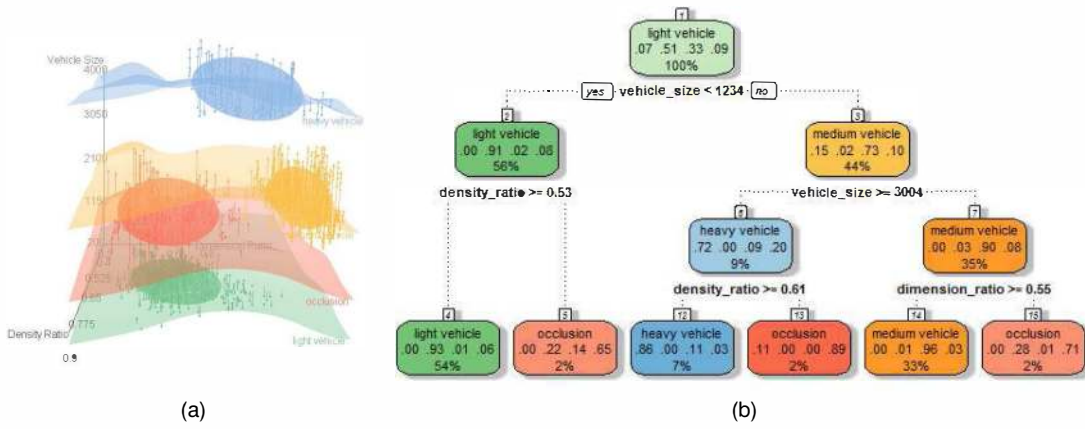 Vehicle Size
4000
3050
heavy vehicle
2100
1150
0.525
occlusion
Density Ratio
0.775
light vehicle
0.9
(a)
1
light vehicle
.07 .51 .33 .09
100%
yes vehicle_size < 1234 no
2
light vehicle
.00 .91 .02 .08
56%
3
medium vehicle
.15 .02 .73 .10
44%
density_ratio >= 0.53
vehicle_size >= 3004
6
heavy vehicle
.72 .00 .09 .20
9%
7
medium vehicle
.00 .03 .90 .08
35%
density_ratio >= 0.61
dimension_ratio >= 0.55
4
light vehicle
.00 .93 .01 .06
54%
5
occlusion
.00 .22 .14 .65
2%
12
heavy vehicle
.86 .00 .11 .03
7%
13
occlusion
.11 .00 .00 .89
2%
14
medium vehicle
.00 .01 .96 .03
33%
15
occlusion
.00 .28 .01 .71
2%
(b)